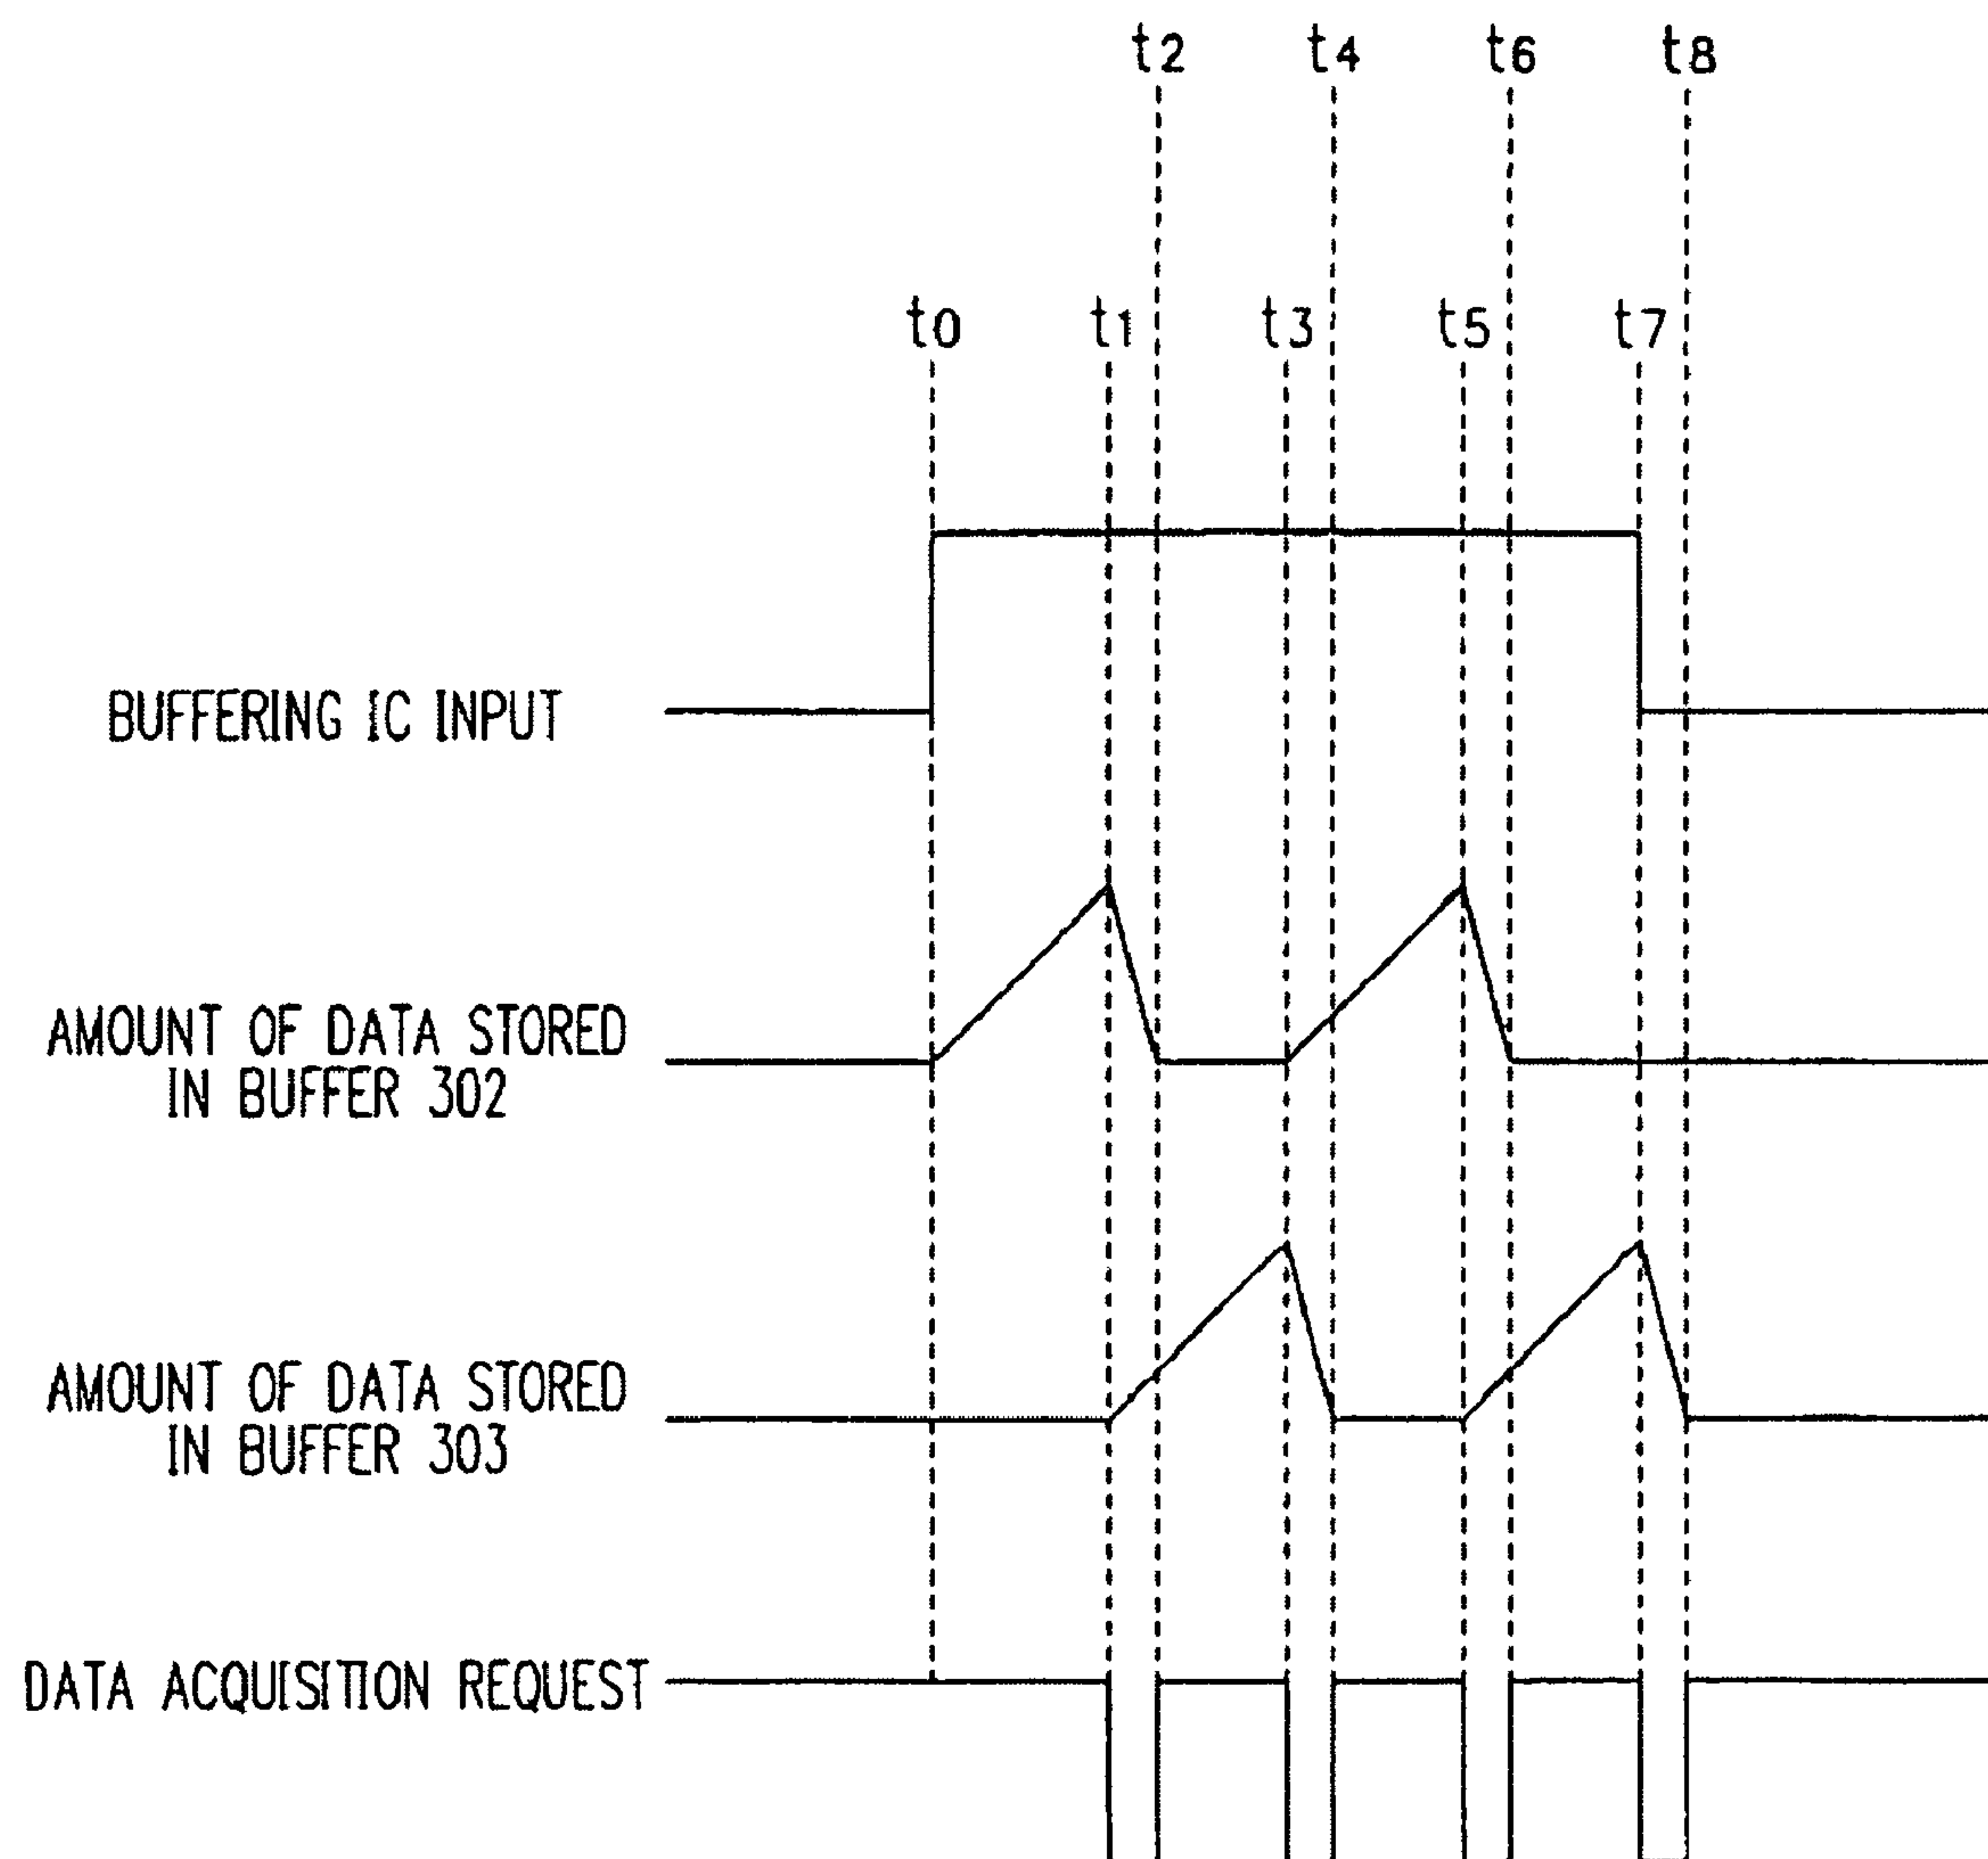 t2 t4 t6 t8
t0 t1 t3 t5 t7
BUFFERING IC INPUT
AMOUNT OF DATA STORED
IN BUFFER 302
AMOUNT OF DATA STORED
IN BUFFER 303
DATA ACQUISITION REQUEST